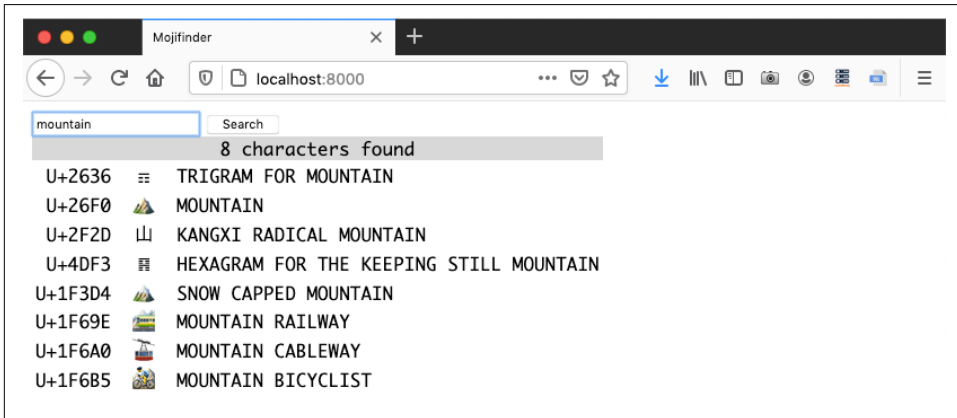 Mojifinder
localhost:8000
mountain Search
8 characters found
U+2636 ☶ TRIGRAM FOR MOUNTAIN
U+26F0 ⛰ MOUNTAIN
U+2F2D ⼭ KANGXI RADICAL MOUNTAIN
U+4DF3 ䷳ HEXAGRAM FOR THE KEEPING STILL MOUNTAIN
U+1F3D4 🏔 SNOW CAPPED MOUNTAIN
U+1F69E 🚞 MOUNTAIN RAILWAY
U+1F6A0 🚠 MOUNTAIN CABLEWAY
U+1F6B5 🚵 MOUNTAIN BICYCLIST